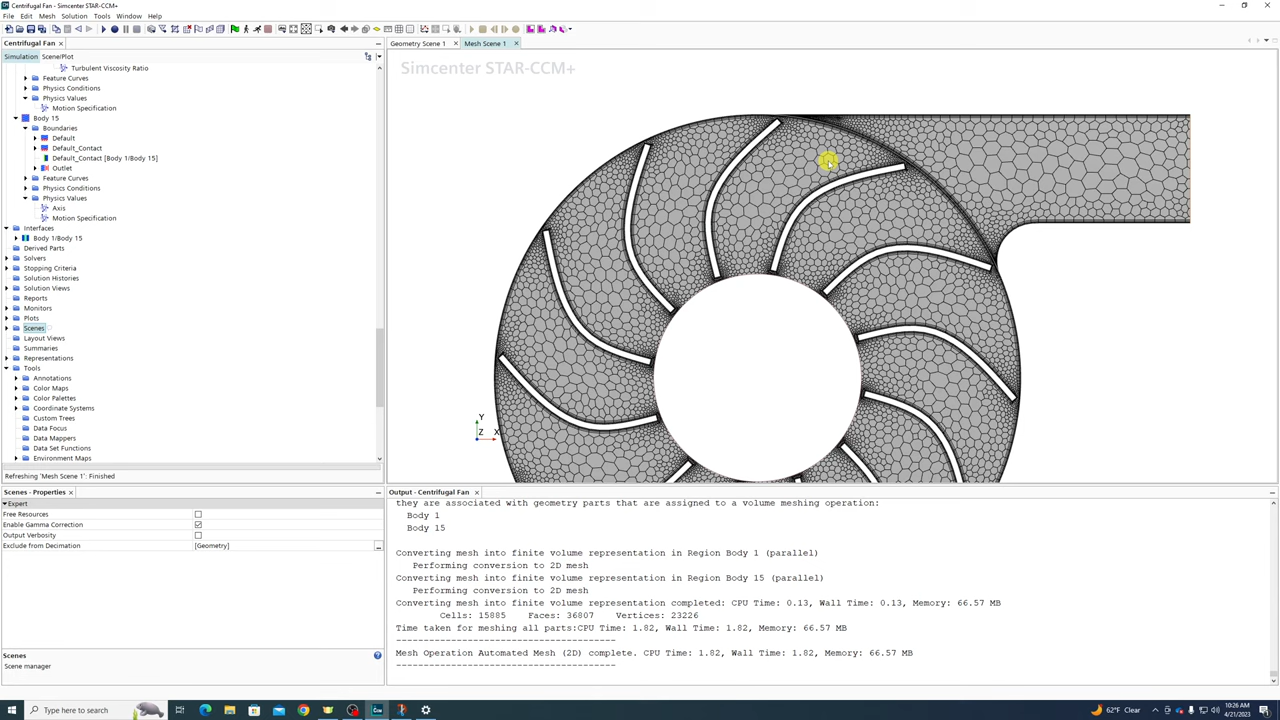 Centrifugal Fan - Simcenter STAR-CCM+
File Edit Mesh Solution Tools Window Help
Centrifugal Fan
Simulation Scene/Plot
Turbulent Viscosity Ratio
Feature Curves
Physics Conditions
Physics Values
Motion Specification
Body 15
Boundaries
Default
Default_Contact
Default_Contact [Body 1/Body 15]
Outlet
Feature Curves
Physics Conditions
Physics Values
Axis
Motion Specification
Interfaces
Body 1/Body 15
Derived Parts
Solvers
Stopping Criteria
Solution Histories
Solution Views
Reports
Monitors
Plots
Scenes
Layout Views
Summaries
Representations
Tools
Annotations
Color Maps
Color Palettes
Coordinate Systems
Custom Trees
Data Focus
Data Mappers
Data Set Functions
Environment Maps
Refreshing 'Mesh Scene 1': Finished
Scenes - Properties
Expert
Free Resources
Enable Gamma Correction
Output Verbosity
Exclude from Decimation [Geometry]
Scenes
Scene manager
Geometry Scene 1 Mesh Scene 1
Simcenter STAR-CCM+
Y
Z X
Output - Centrifugal Fan
they are associated with geometry parts that are assigned to a volume meshing operation:
Body 1
Body 15
Converting mesh into finite volume representation in Region Body 1 (parallel)
Performing conversion to 2D mesh
Converting mesh into finite volume representation in Region Body 15 (parallel)
Performing conversion to 2D mesh
Converting mesh into finite volume representation completed: CPU Time: 0.13, Wall Time: 0.13, Memory: 66.57 MB
Cells: 15885 Faces: 36807 Vertices: 23226
Time taken for meshing all parts:CPU Time: 1.82, Wall Time: 1.82, Memory: 66.57 MB
----------------------------------------
Mesh Operation Automated Mesh (2D) complete. CPU Time: 1.82, Wall Time: 1.82, Memory: 66.57 MB
----------------------------------------
Type here to search
62°F Clear
10:26 AM
4/21/2023